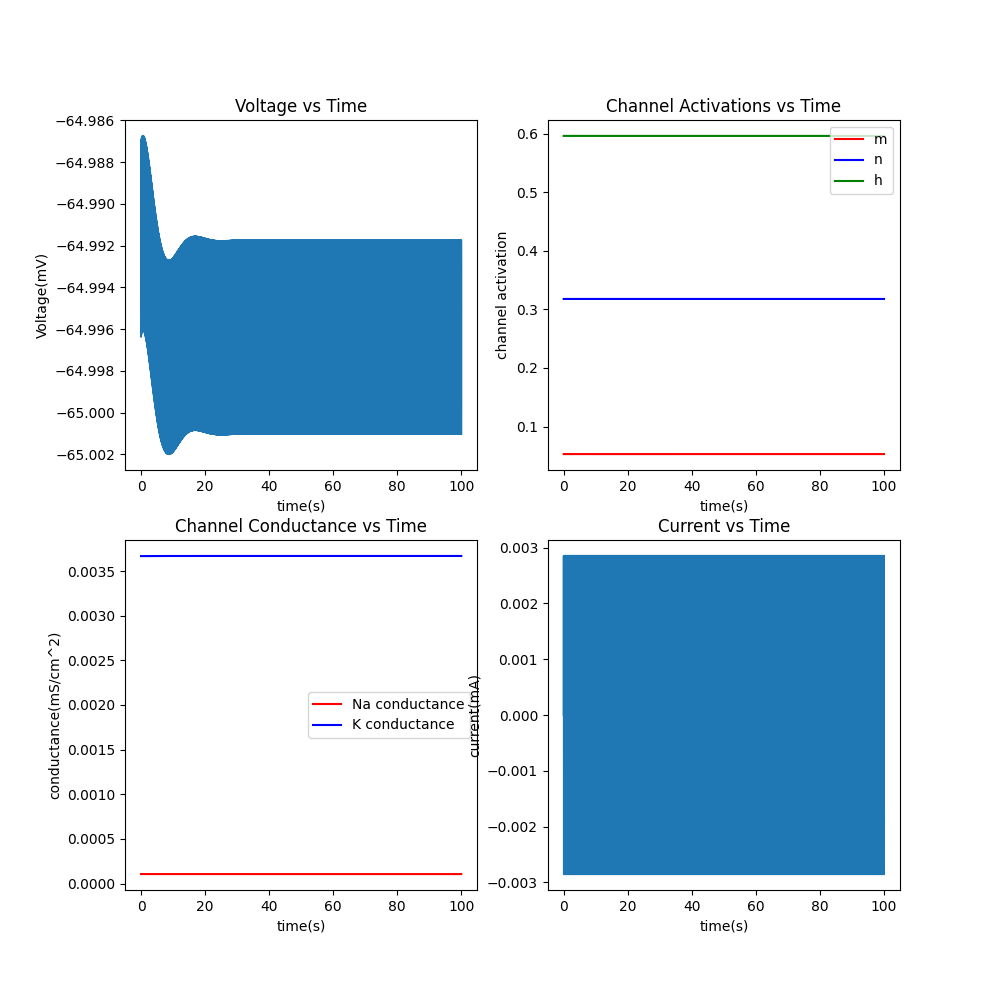 Voltage vs Time
−64.986
−64.988
−64.990
−64.992
−64.994
−64.996
−64.998
−65.000
−65.002
Voltage(mV)
0 20 40 60 80 100
time(s)
Channel Activations vs Time
0.6
0.5
0.4
0.3
0.2
0.1
channel activation
m
n
h
0 20 40 60 80 100
time(s)
Channel Conductance vs Time
0.0035
0.0030
0.0025
0.0020
0.0015
0.0010
0.0005
0.0000
conductance(mS/cm^2)
Na conductance
K conductance
0 20 40 60 80 100
time(s)
Current vs Time
0.003
0.002
0.001
0.000
−0.001
−0.002
−0.003
current(mA)
0 20 40 60 80 100
time(s)